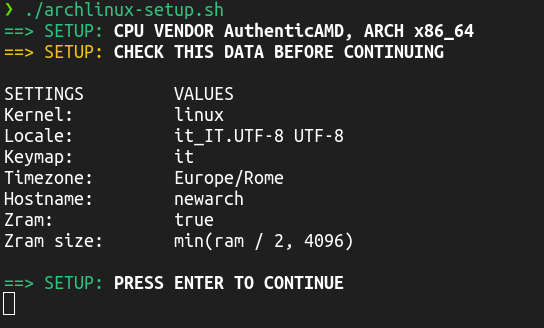 ❯ ./archlinux-setup.sh
==> SETUP: CPU VENDOR AuthenticAMD, ARCH x86_64
==> SETUP: CHECK THIS DATA BEFORE CONTINUING
SETTINGS VALUES
Kernel: linux
Locale: it_IT.UTF-8 UTF-8
Keymap: it
Timezone: Europe/Rome
Hostname: newarch
Zram: true
Zram size: min(ram / 2, 4096)
==> SETUP: PRESS ENTER TO CONTINUE